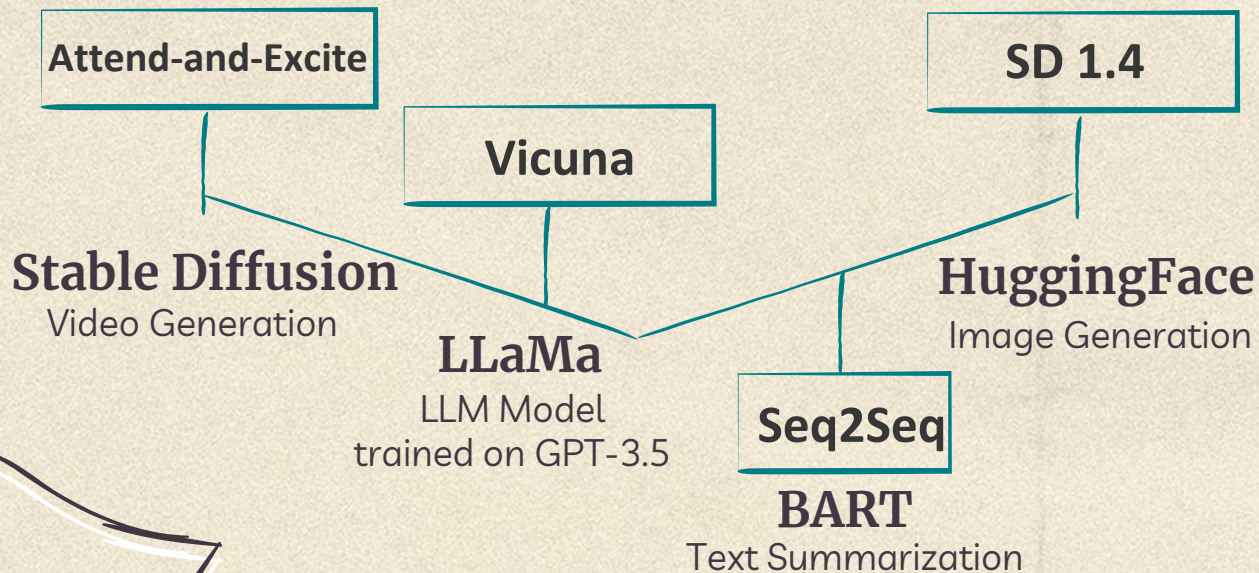 Attend-and-Excite
Stable Diffusion
Video Generation
Vicuna
LLaMa
LLM Model
trained on GPT-3.5
Seq2Seq
BART
Text Summarization
SD 1.4
HuggingFace
Image Generation